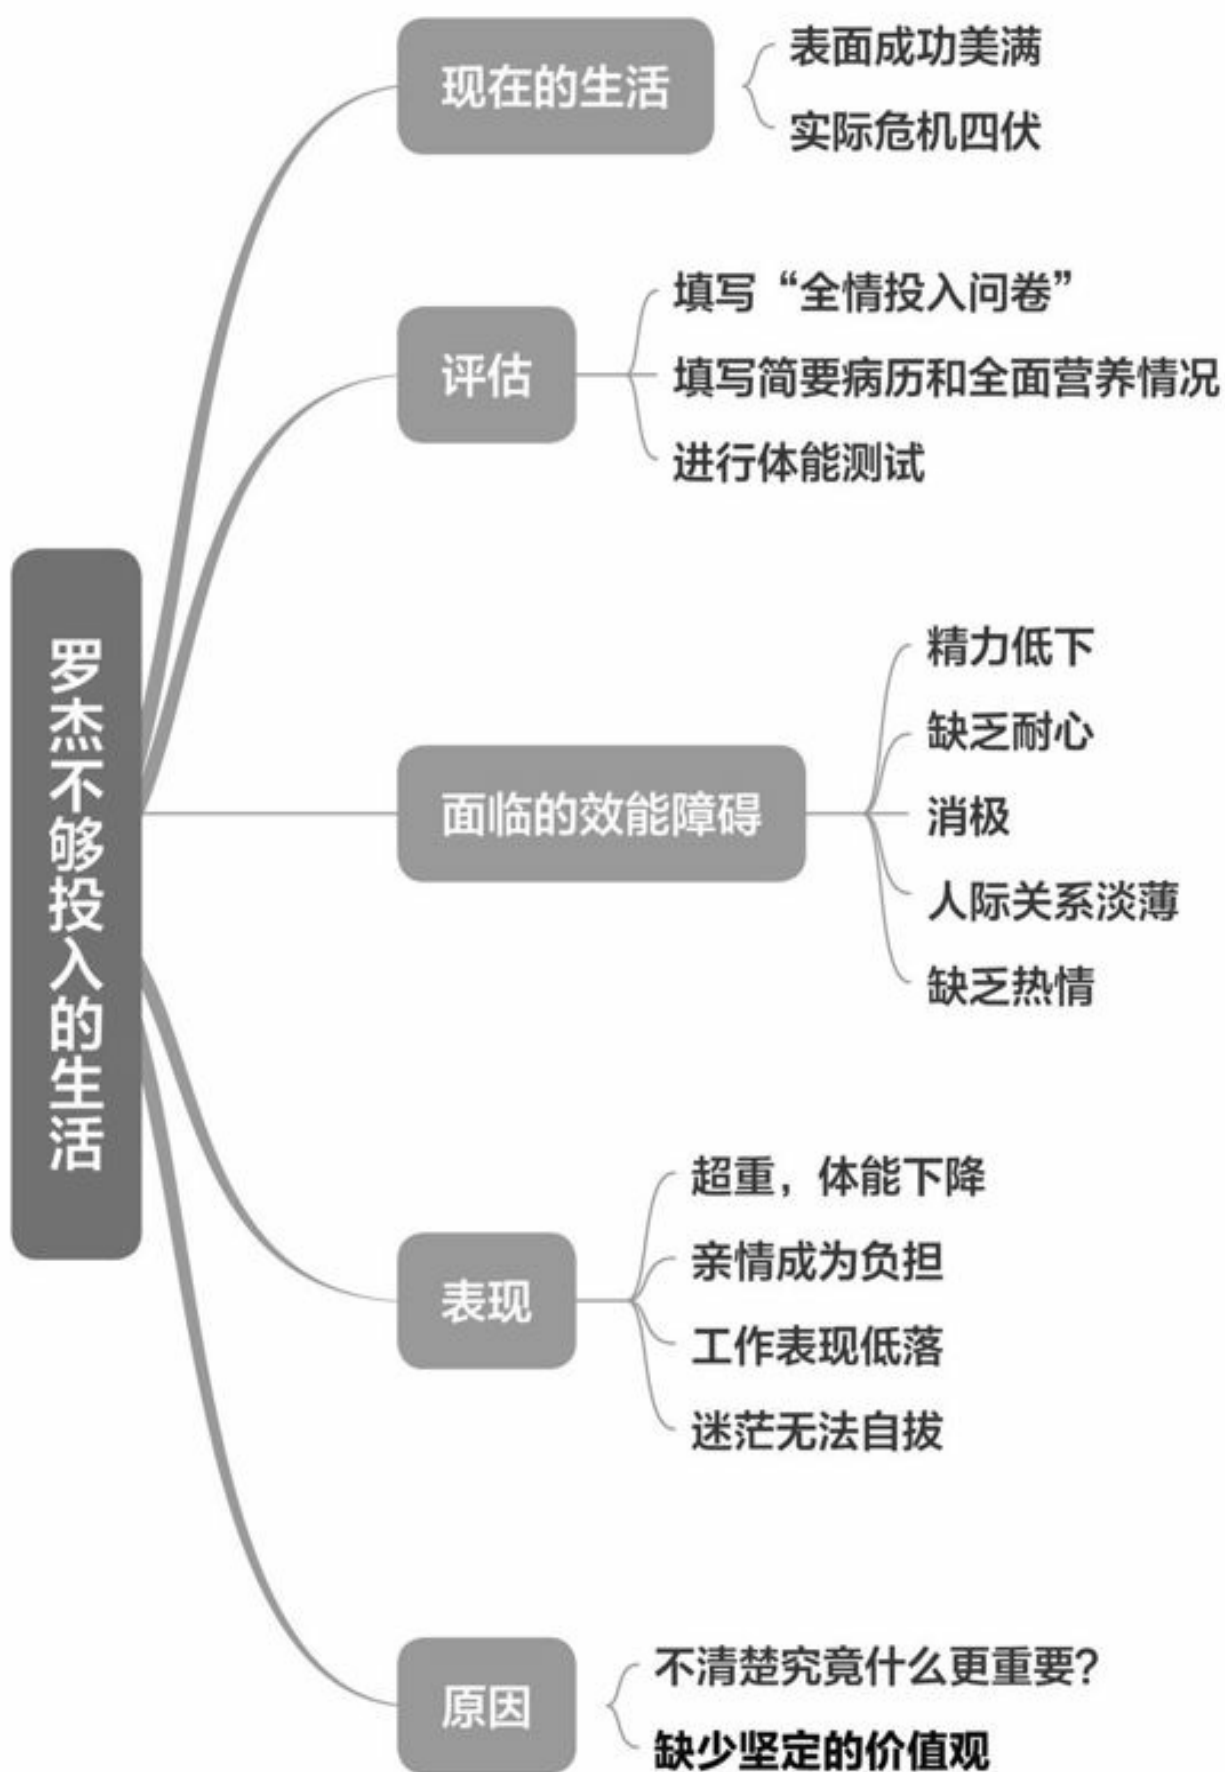 罗杰不够投入的生活
现在的生活
表面成功美满
实际危机四伏
评估
填写“全情投入问卷”
填写简要病历和全面营养情况
进行体能测试
面临的效能障碍
精力低下
缺乏耐心
消极
人际关系淡薄
缺乏热情
表现
超重，体能下降
亲情成为负担
工作表现低落
迷茫无法自拔
原因
不清楚究竟什么更重要？
缺少坚定的价值观